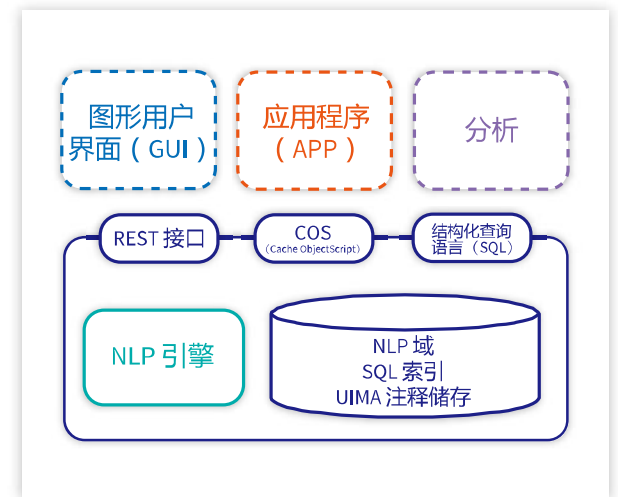 图形用户
界面（GUI）
应用程序
（APP）
分析
REST 接口
COS
（Cache ObjectScript）
结构化查询
语言（SQL）
NLP 引擎
NLP 域
SQL 索引
UIMA 注释储存